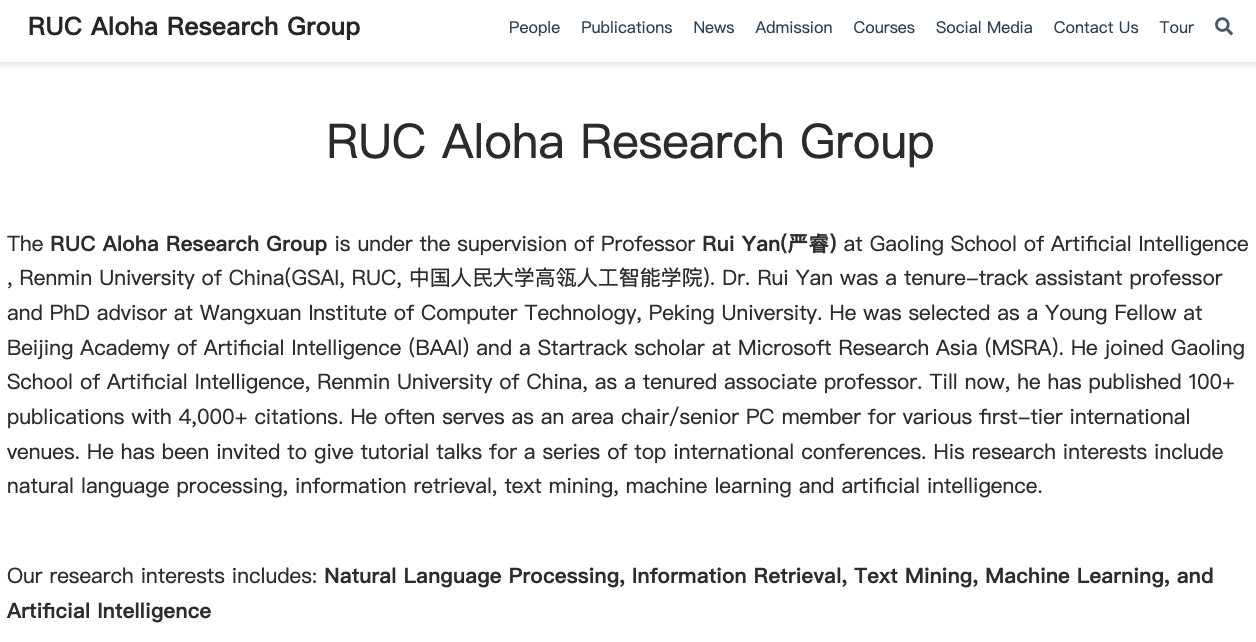 RUC Aloha Research Group People Publications News Admission Courses Social Media Contact Us Tour
RUC Aloha Research Group
The RUC Aloha Research Group is under the supervision of Professor Rui Yan(严睿) at Gaoling School of Artificial Intelligence
, Renmin University of China(GSAI, RUC, 中国人民大学高瓴人工智能学院). Dr. Rui Yan was a tenure-track assistant professor
and PhD advisor at Wangxuan Institute of Computer Technology, Peking University. He was selected as a Young Fellow at
Beijing Academy of Artificial Intelligence (BAAI) and a Startrack scholar at Microsoft Research Asia (MSRA). He joined Gaoling
School of Artificial Intelligence, Renmin University of China, as a tenured associate professor. Till now, he has published 100+
publications with 4,000+ citations. He often serves as an area chair/senior PC member for various first-tier international
venues. He has been invited to give tutorial talks for a series of top international conferences. His research interests include
natural language processing, information retrieval, text mining, machine learning and artificial intelligence.
Our research interests includes: Natural Language Processing, Information Retrieval, Text Mining, Machine Learning, and
Artificial Intelligence